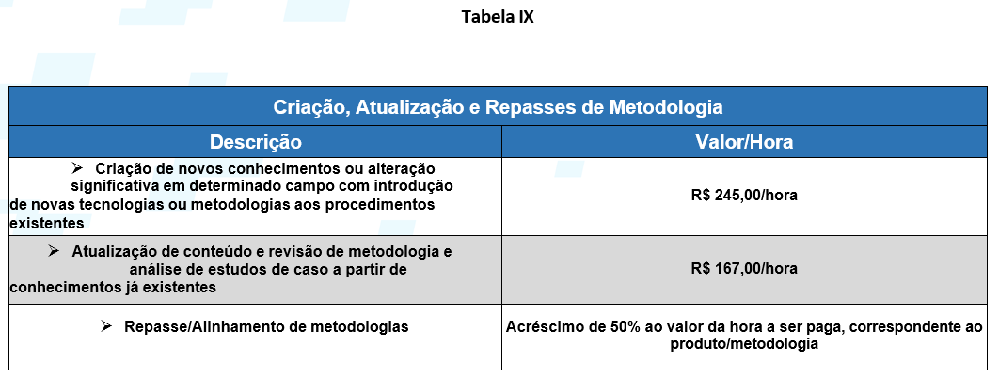 Tabela IX
Criação, Atualização e Repasses de Metodologia
Descrição
Valor/Hora
➢ Criação de novos conhecimentos ou alteração
significativa em determinado campo com introdução
de novas tecnologias ou metodologias aos procedimentos
existentes
R$ 245,00/hora
➢ Atualização de conteúdo e revisão de metodologia e
análise de estudos de caso a partir de
conhecimentos já existentes
R$ 167,00/hora
➢ Repasse/Alinhamento de metodologias
Acréscimo de 50% ao valor da hora a ser paga, correspondente ao
produto/metodologia